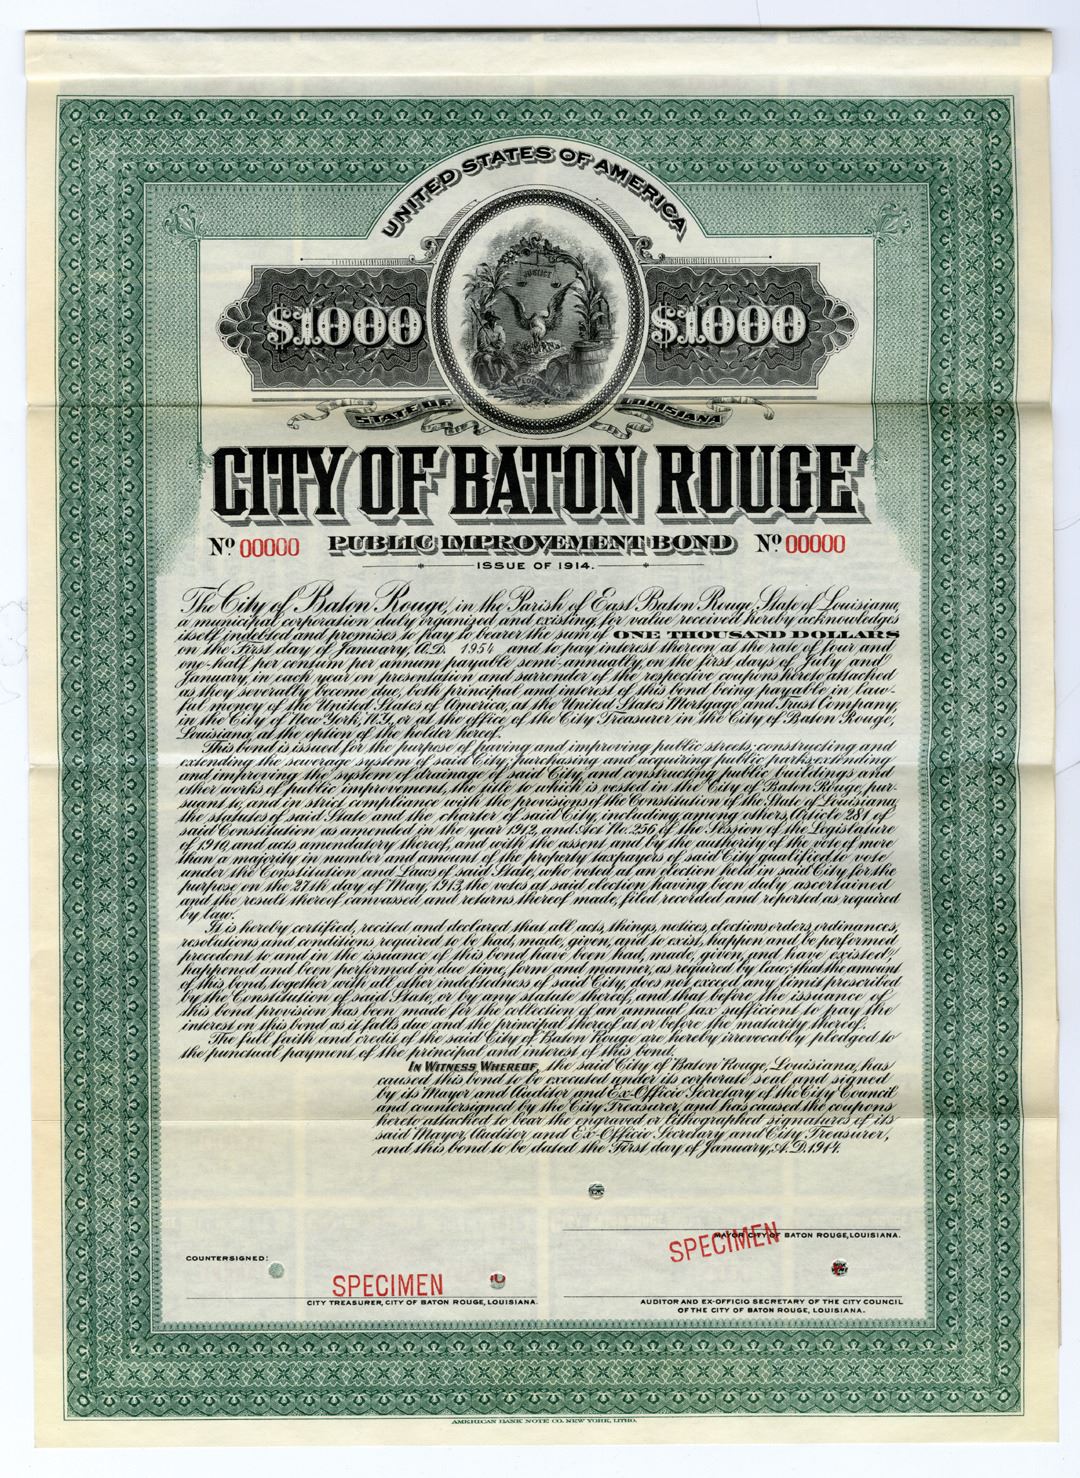 UNITED STATES OF AMERICA
JUSTICE
$1000 $1000
STATE OF LOUISIANA
CITY OF BATON ROUGE
Nº 00000 PUBLIC IMPROVEMENT BOND Nº 00000
ISSUE OF 1914.
The City of Baton Rouge, in the Parish of East Baton Rouge, State of Louisiana,
a municipal corporation duly organized and existing, for value received hereby acknowledges
itself indebted and promises to pay to bearer the sum of ONE THOUSAND DOLLARS
on the First day of January, A.D. 1954 and to pay interest thereon at the rate of four and
one-half per centum per annum payable semi-annually, on the first days of July and
January, in each year on presentation and surrender of the respective coupons hereto attached
as they severally become due, both principal and interest of this bond being payable in law-
ful money of the United States of America, at the United States Mortgage and Trust Company,
in the City of New York, N.Y., or at the office of the City Treasurer in the City of Baton Rouge,
Louisiana, at the option of the holder hereof.
This bond is issued for the purpose of paving and improving public streets; constructing and
extending the sewerage system of said City; purchasing and acquiring public parks, extending
and improving the system of drainage of said City, and constructing public buildings and
other works of public improvement, the title to which is vested in the City of Baton Rouge, pur-
suant to, and in strict compliance with the provisions of the Constitution of the State of Louisiana,
the statutes of said State and the charter of said City, including, among others, Article 281 of
said Constitution as amended in the year 1912, and Act No. 256, of the Session of the Legislature
of 1910, and acts amendatory thereof, and with the assent and by the authority of the vote of more
than a majority in number and amount of the property taxpayers of said City qualified to vote
under the Constitution and Laws of said State, who voted at an election held in said City for the
purpose on the 27th day of May, 1913, the votes at said election having been duly ascertained
and the result thereof canvassed and returns thereof made, filed recorded and reported as required
by law.
It is hereby certified, recited and declared that all acts, things, notices, elections orders, ordinances,
resolutions and conditions, required to be had, made, given, and to exist, happen and be performed
precedent to and in the issuance of this bond have been had, made, given, and have existed,
happened and been performed in due time, form and manner, as required by law; that the amount
of this bond, together with all other indebtedness of said City, does not exceed any limit prescribed
by the Constitution of said State, or by any statute thereof, and that before the issuance of
this bond provision has been made for the collection of an annual tax sufficient to pay the
interest on this bond as it falls due and the principal thereof at or before the maturity thereof.
The full faith and credit of the said City of Baton Rouge are hereby irrevocably pledged to
the punctual payment of the principal and interest of this bond.
IN WITNESS WHEREOF, the said City of Baton Rouge, Louisiana, has
caused this bond to be executed under its corporate seal and signed
by its Mayor and Auditor and Ex-Officio Secretary of the City Council
and countersigned by the City Treasurer, and has caused the coupons
hereto attached to bear the engraved or lithographed signatures of its
said Mayor, Auditor and Ex-Officio Secretary and City Treasurer,
and this bond to be dated the First day of January, A.D. 1914.
MAYOR CITY OF BATON ROUGE, LOUISIANA.
SPECIMEN
COUNTERSIGNED:
SPECIMEN
CITY TREASURER, CITY OF BATON ROUGE, LOUISIANA.
AUDITOR AND EX-OFFICIO SECRETARY OF THE CITY COUNCIL
OF THE CITY OF BATON ROUGE, LOUISIANA.
AMERICAN BANK NOTE CO. NEW YORK, LITHO.